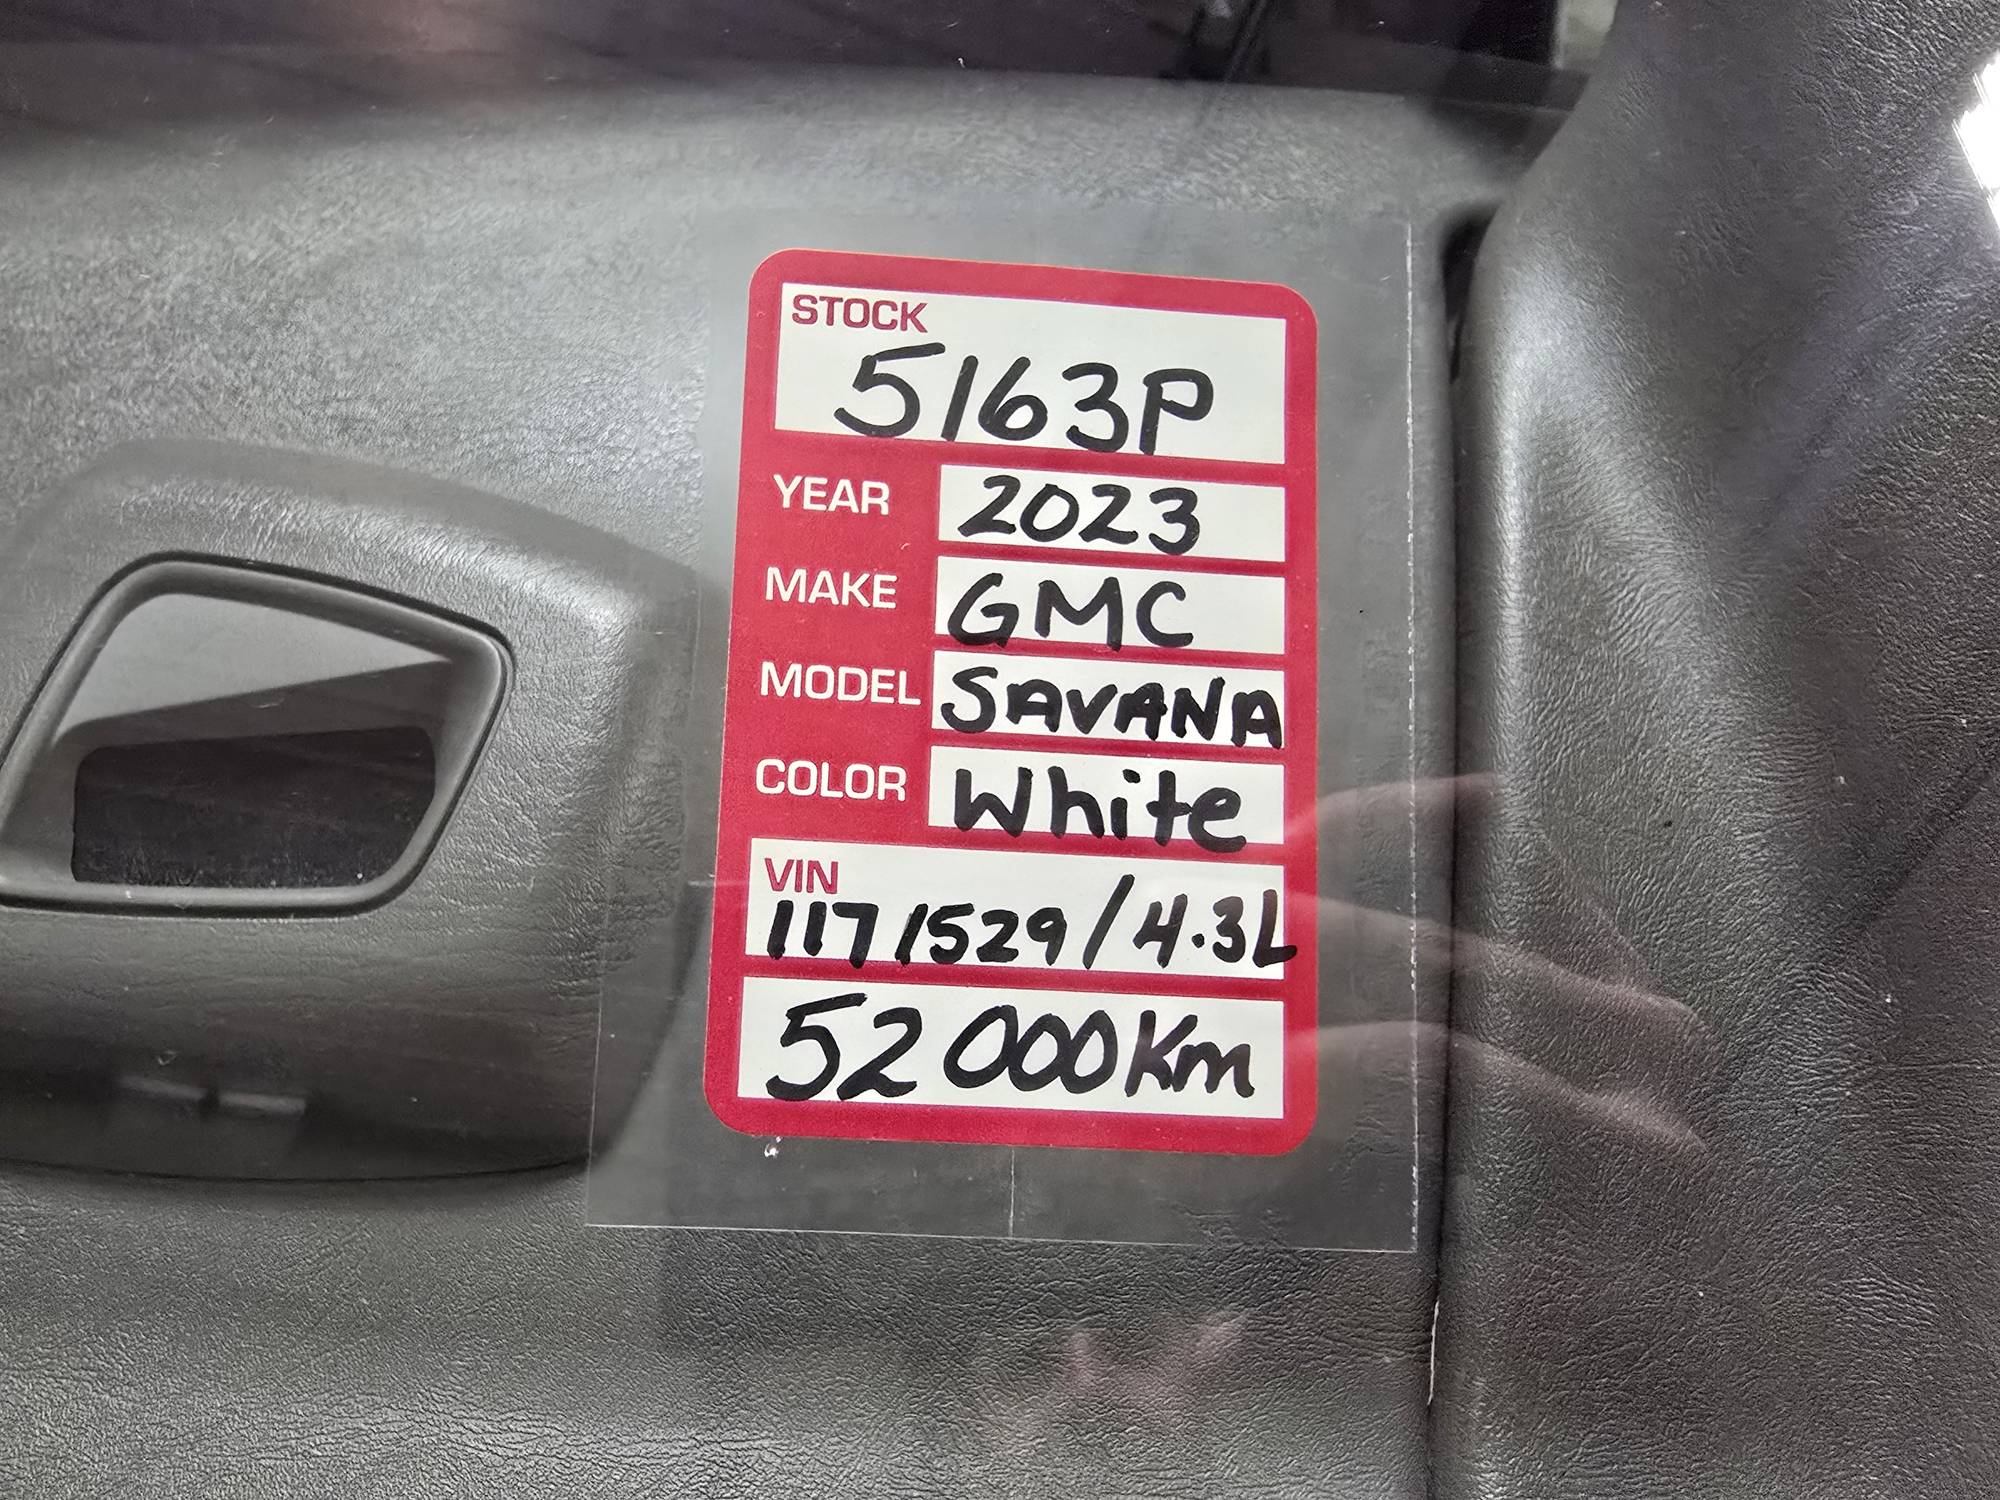 STOCK
5163P
YEAR 2023
MAKE GMC
MODEL SAVANA
COLOR White
VIN
1171529/4.3L
52000Km